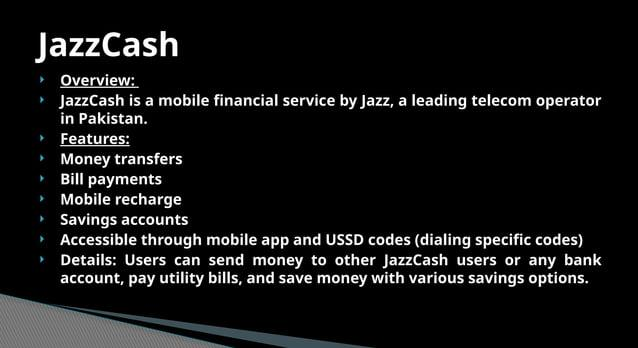 JazzCash
Overview:
JazzCash is a mobile financial service by Jazz, a leading telecom operator
in Pakistan.
Features:
Money transfers
Bill payments
Mobile recharge
Savings accounts
Accessible through mobile app and USSD codes (dialing specific codes)
Details: Users can send money to other JazzCash users or any bank
account, pay utility bills, and save money with various savings options.